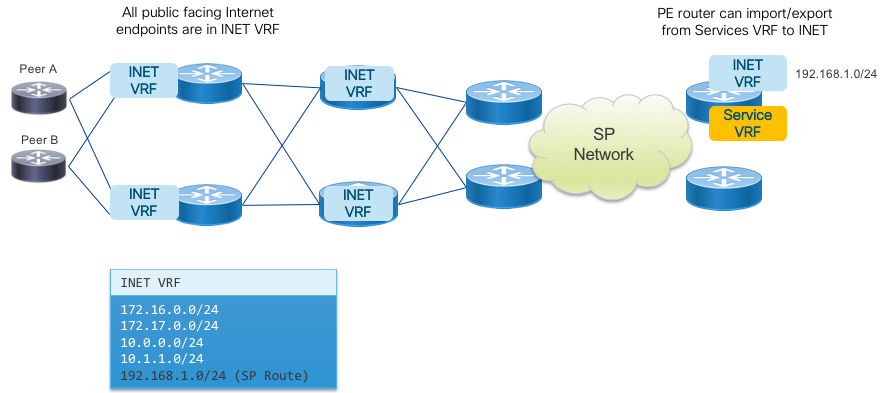 All public facing Internet
endpoints are in INET VRF
PE router can import/export
from Services VRF to INET
Peer A
Peer B
INET
VRF
INET
VRF
INET
VRF
192.168.1.0/24
Service
VRF
SP
Network
INET
VRF
INET
VRF
INET VRF
172.16.0.0/24
172.17.0.0/24
10.0.0.0/24
10.1.1.0/24
192.168.1.0/24 (SP Route)